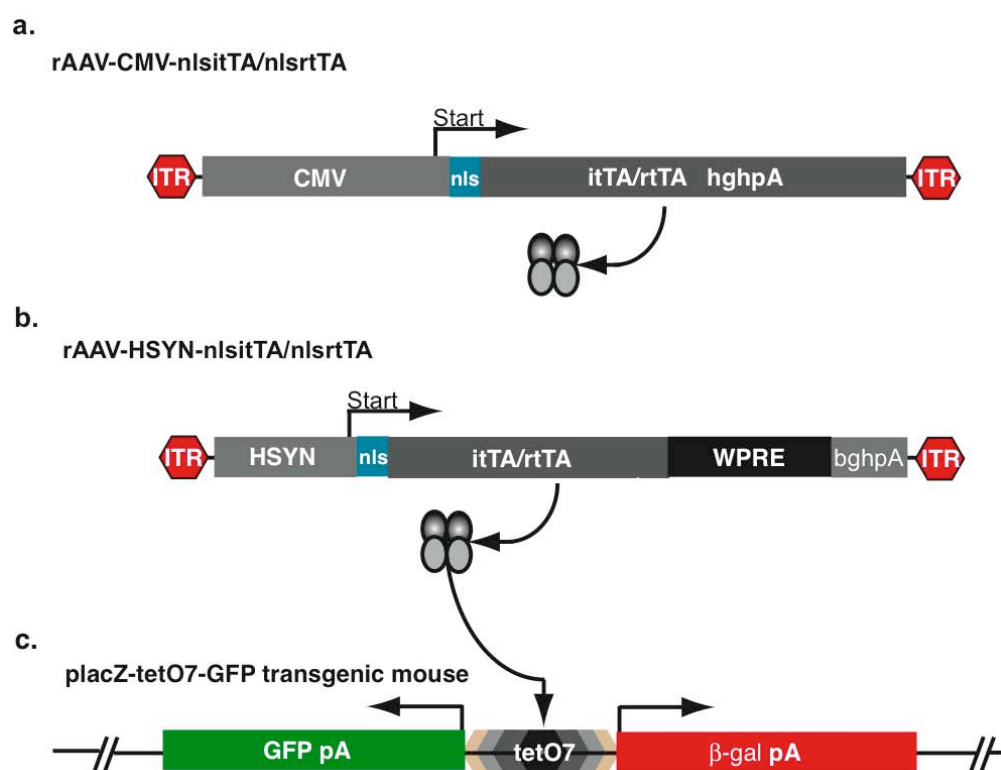 a.
rAAV-CMV-nlsitTA/nlsrtTA
Start
ITR CMV nls itTA/rtTA hghpA ITR
b.
rAAV-HSYN-nlsitTA/nlsrtTA
Start
ITR HSYN nls itTA/rtTA WPRE bghpA ITR
c.
placZ-tetO7-GFP transgenic mouse
GFP pA tetO7 β-gal pA